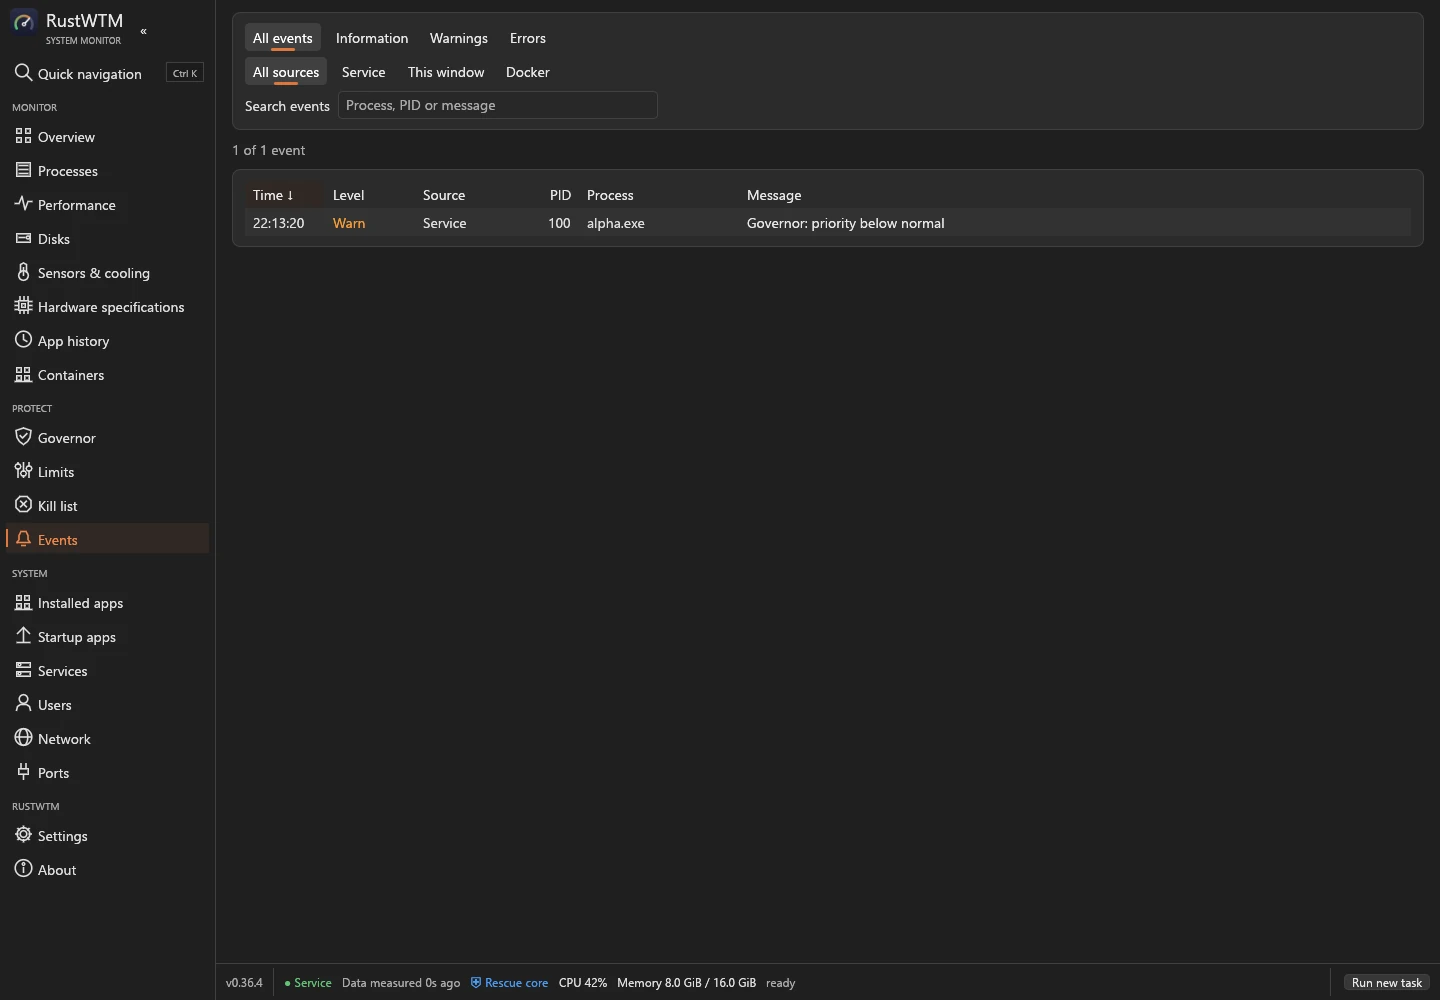 RustWTM
SYSTEM MONITOR
«
Quick navigation Ctrl K
MONITOR
Overview
Processes
Performance
Disks
Sensors & cooling
Hardware specifications
App history
Containers
PROTECT
Governor
Limits
Kill list
Events
SYSTEM
Installed apps
Startup apps
Services
Users
Network
Ports
RUSTWTM
Settings
About
All events Information Warnings Errors
All sources Service This window Docker
Search events Process, PID or message
1 of 1 event
Time ↓ Level Source PID Process Message
22:13:20 Warn Service 100 alpha.exe Governor: priority below normal
v0.36.4 ● Service Data measured 0s ago Rescue core CPU 42% Memory 8.0 GiB / 16.0 GiB ready Run new task